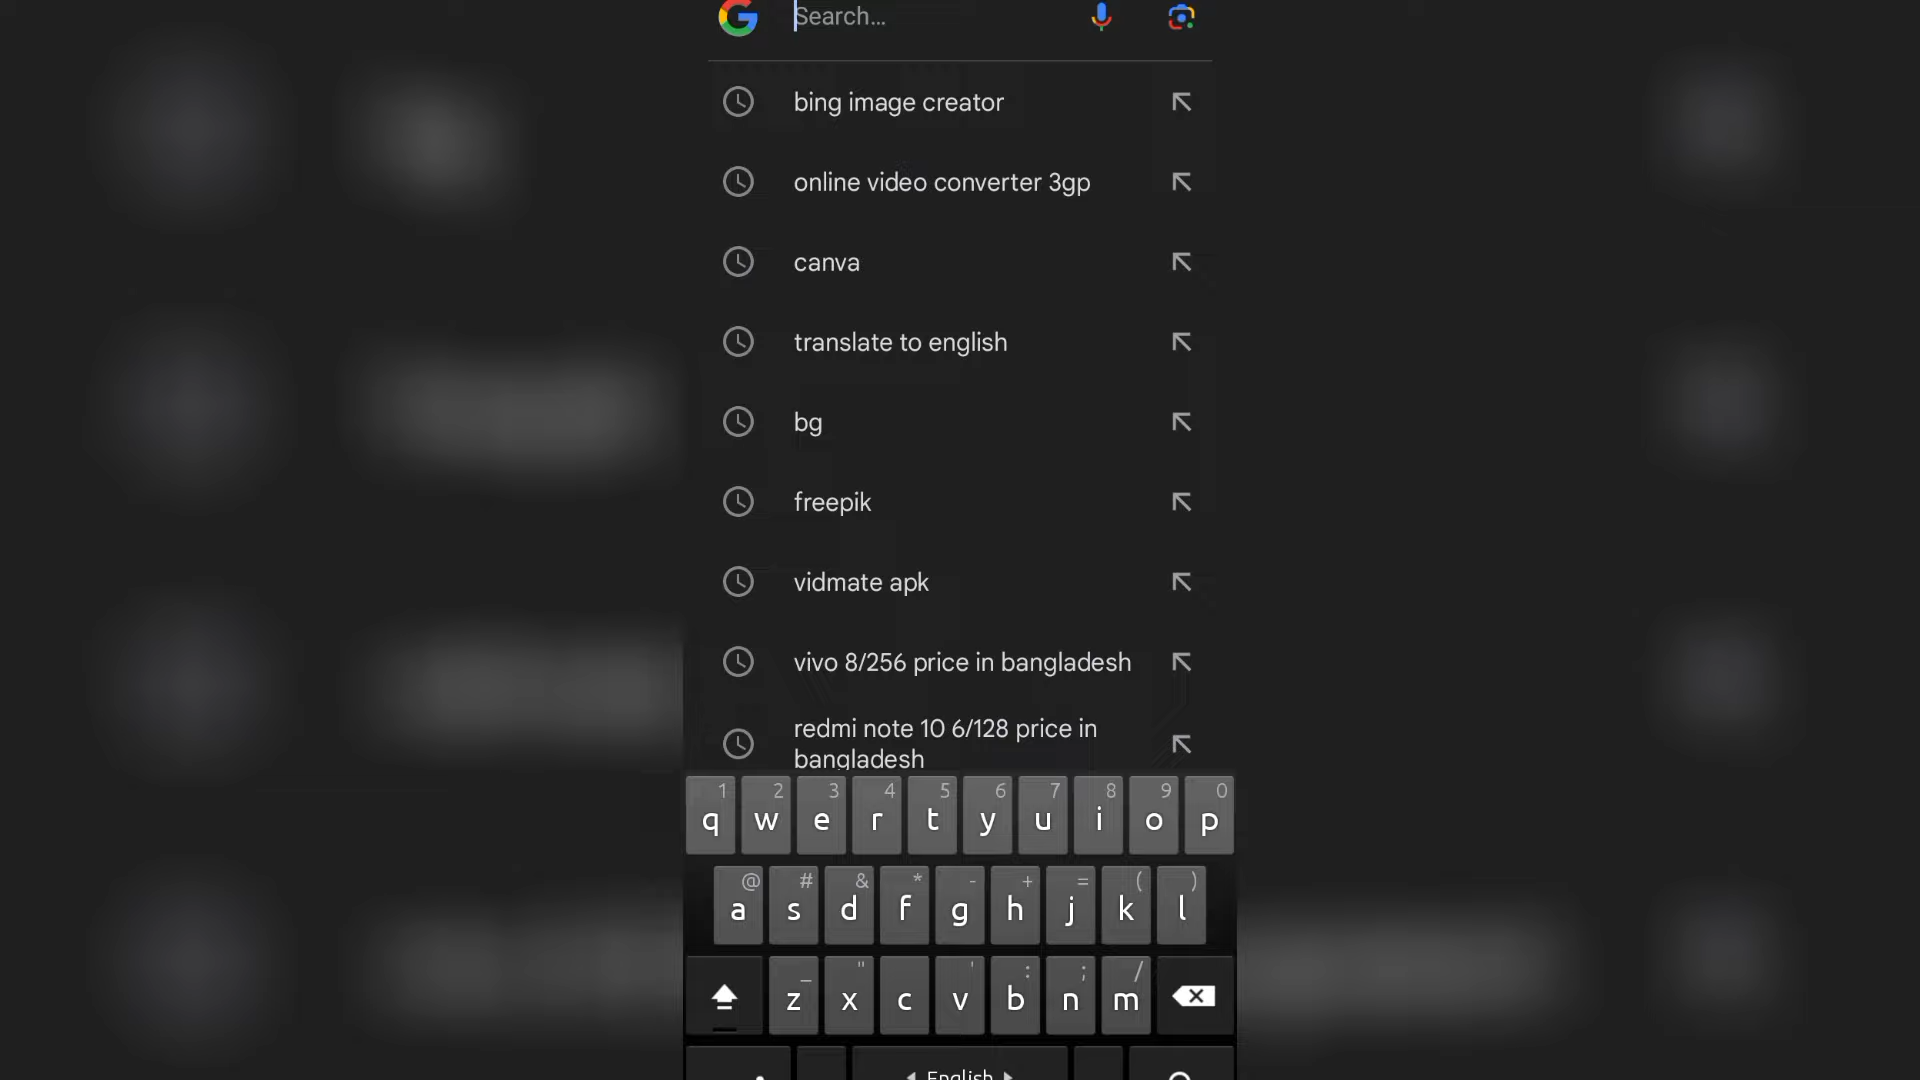 Search...
bing image creator
online video converter 3gp
canva
translate to english
bg
freepik
vidmate apk
vivo 8/256 price in bangladesh
redmi note 10 6/128 price in
bangladesh
1 2 3 4 5 6 7 8 9 0
q w e r t y u i o p
@ # & * - + = ( )
a s d f g h j k l
_ " ' : ; /
z x c v b n m
English